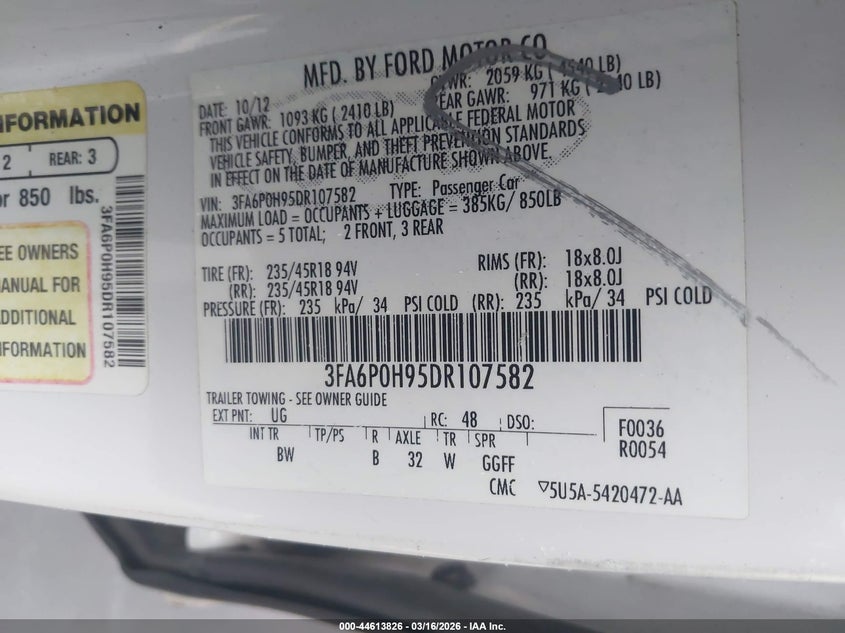 MFD. BY FORD MOTOR CO.
DATE: 10/12
GVWR: 2059 KG ( 4540 LB)
FRONT GAWR: 1093 KG ( 2410 LB)
REAR GAWR: 971 KG ( 2140 LB)
THIS VEHICLE CONFORMS TO ALL APPLICABLE FEDERAL MOTOR
VEHICLE SAFETY, BUMPER, AND THEFT PREVENTION STANDARDS
IN EFFECT ON THE DATE OF MANUFACTURE SHOWN ABOVE.
VIN: 3FA6P0H95DR107582 TYPE: Passenger Car
MAXIMUM LOAD = OCCUPANTS + LUGGAGE = 385KG/ 850LB
OCCUPANTS = 5 TOTAL; 2 FRONT, 3 REAR
TIRE (FR): 235/45R18 94V RIMS (FR): 18x8.0J
(RR): 235/45R18 94V (RR): 18x8.0J
PRESSURE (FR): 235 kPa/ 34 PSI COLD (RR): 235 kPa/ 34 PSI COLD
3FA6P0H95DR107582
TRAILER TOWING - SEE OWNER GUIDE
EXT PNT: UG RC: 48 DSO:
INT TR TP/PS R AXLE TR SPR
BW B 32 W GGFF
F0036
R0054
CMC 5U5A-5420472-AA
NFORMATION
2 REAR: 3
or 850 lbs.
EE OWNERS
MANUAL FOR
ADDITIONAL
INFORMATION
3FA6P0H95DR107582
000-44613826 - 03/16/2026 - IAA Inc.